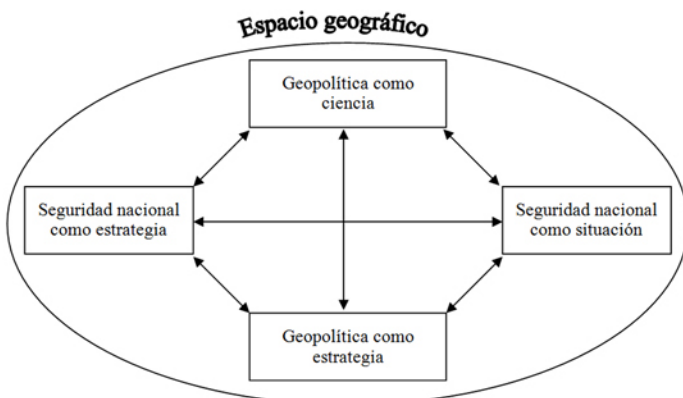 Espacio geográfico
Geopolítica como
ciencia
Seguridad nacional
como estrategia
Seguridad nacional
como situación
Geopolítica como
estrategia